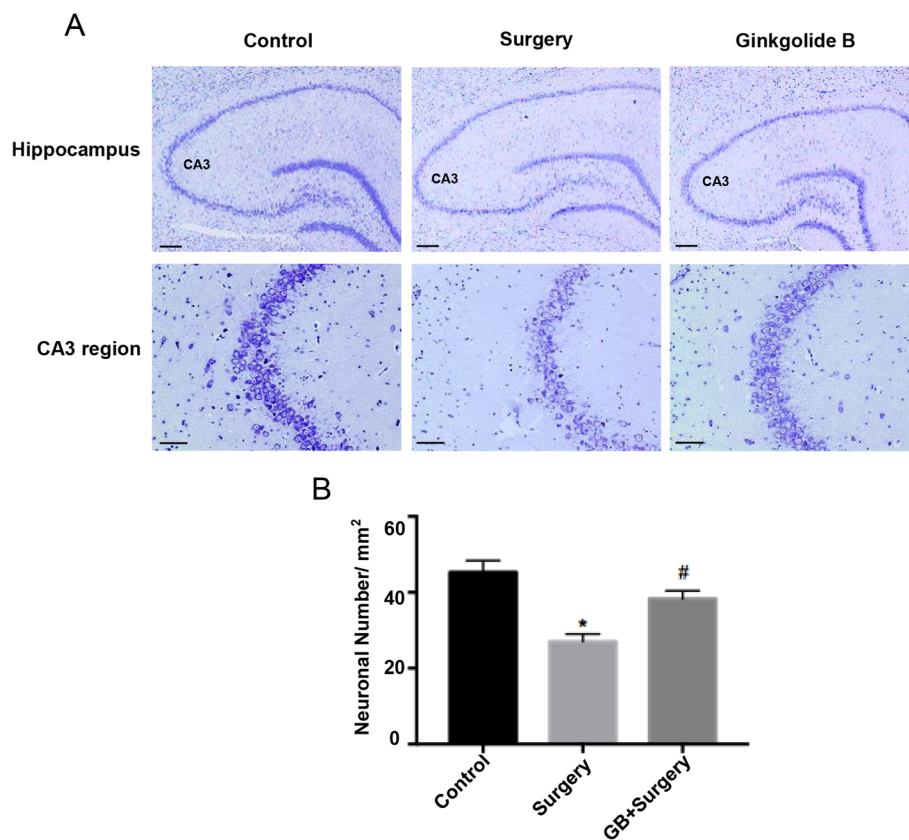 A
Control Surgery Ginkgolide B
Hippocampus
CA3 CA3 CA3
CA3 region
B
Neuronal Number/ mm²
60
40
20
0
*
#
Control
Surgery
GB+Surgery